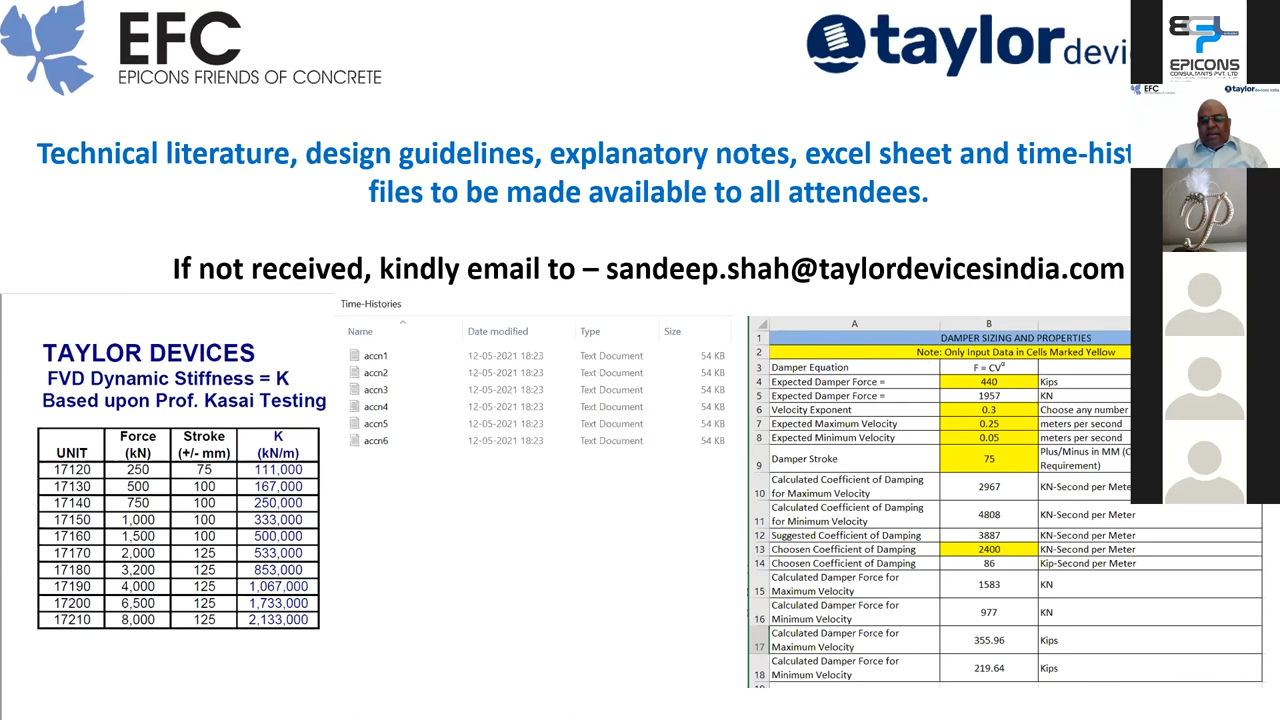 EFC
EPICONS FRIENDS OF CONCRETE
taylor
EPICONS
CONSULTANTS PVT. LTD
EFC
taylor devices india
Technical literature, design guidelines, explanatory notes, excel sheet and time-hist
files to be made available to all attendees.
If not received, kindly email to – sandeep.shah@taylordevicesindia.com
TAYLOR DEVICES
FVD Dynamic Stiffness = K
Based upon Prof. Kasai Testing
UNIT Force (kN) Stroke (+/- mm) K (kN/m)
17120 250 75 111,000
17130 500 100 167,000
17140 750 100 250,000
17150 1,000 100 333,000
17160 1,500 100 500,000
17170 2,000 125 533,000
17180 3,200 125 853,000
17190 4,000 125 1,067,000
17200 6,500 125 1,733,000
17210 8,000 125 2,133,000
Time-Histories
Name Date modified Type Size
accn1 12-05-2021 18:23 Text Document 54 KB
accn2 12-05-2021 18:23 Text Document 54 KB
accn3 12-05-2021 18:23 Text Document 54 KB
accn4 12-05-2021 18:23 Text Document 54 KB
accn5 12-05-2021 18:23 Text Document 54 KB
accn6 12-05-2021 18:23 Text Document 54 KB
A B
1 DAMPER SIZING AND PROPERTIES
2 Note: Only Input Data in Cells Marked Yellow
3 Damper Equation F = CVα
4 Expected Damper Force = 440 Kips
5 Expected Damper Force = 1957 KN
6 Velocity Exponent 0.3 Choose any number
7 Expected Maximum Velocity 0.25 meters per second
8 Expected Minimum Velocity 0.05 meters per second
9 Damper Stroke 75 Plus/Minus in MM (
Requirement)
10 Calculated Coefficient of Damping for Maximum Velocity 2967 KN-Second per Mete
11 Calculated Coefficient of Damping for Minimum Velocity 4808 KN-Second per Meter
12 Suggested Coefficient of Damping 3887 KN-Second per Meter
13 Choosen Coefficient of Damping 2400 KN-Second per Meter
14 Choosen Coefficient of Damping 86 Kip-Second per Meter
15 Calculated Damper Force for Maximum Velocity 1583 KN
16 Calculated Damper Force for Minimum Velocity 977 KN
17 Calculated Damper Force for Maximum Velocity 355.96 Kips
18 Calculated Damper Force for Minimum Velocity 219.64 Kips